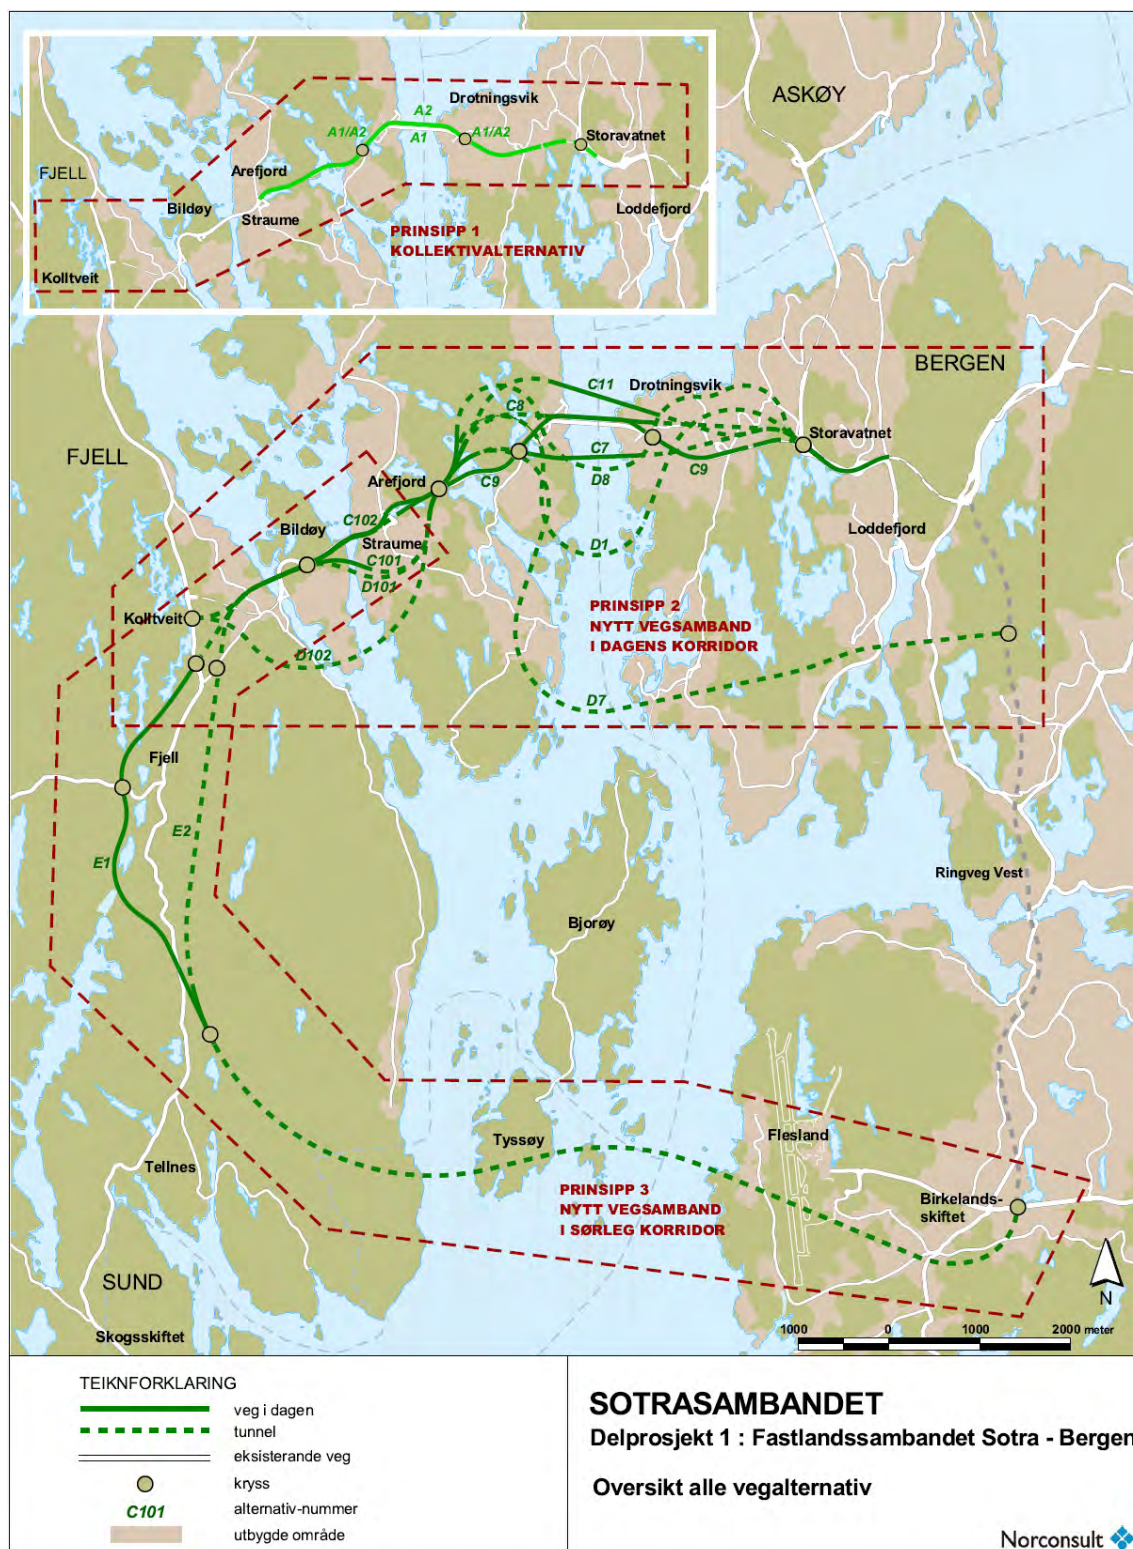 Drotningsvik
A2
A1/A2
A1
A1/A2
Storavatnet
Arefjord
FJELL
Bildøy
Straume
Loddefjord
PRINSIPP 1
KOLLEKTIVALTERNATIV
Kolltveit
ASKØY
BERGEN
C11
Drotningsvik
C8
Storavatnet
FJELL
C7
C9
Arefjord
C9
D8
C102
Bildøy
Straume
Loddefjord
D1
C101
D101
PRINSIPP 2
NYTT VEGSAMBAND
I DAGENS KORRIDOR
Kolltveit
D102
D7
Fjell
E2
E1
Ringveg Vest
Bjorøy
Flesland
Tyssøy
Tellnes
PRINSIPP 3
NYTT VEGSAMBAND
I SØRLEG KORRIDOR
Birkelands-
skiftet
SUND
N
Skogsskiftet
1000 0 1000 2000 meter
TEIKNFORKLARING
veg i dagen
tunnel
eksisterande veg
kryss
C101 alternativ-nummer
utbygde område
SOTRASAMBANDET
Delprosjekt 1 : Fastlandssambandet Sotra - Bergen
Oversikt alle vegalternativ
Norconsult